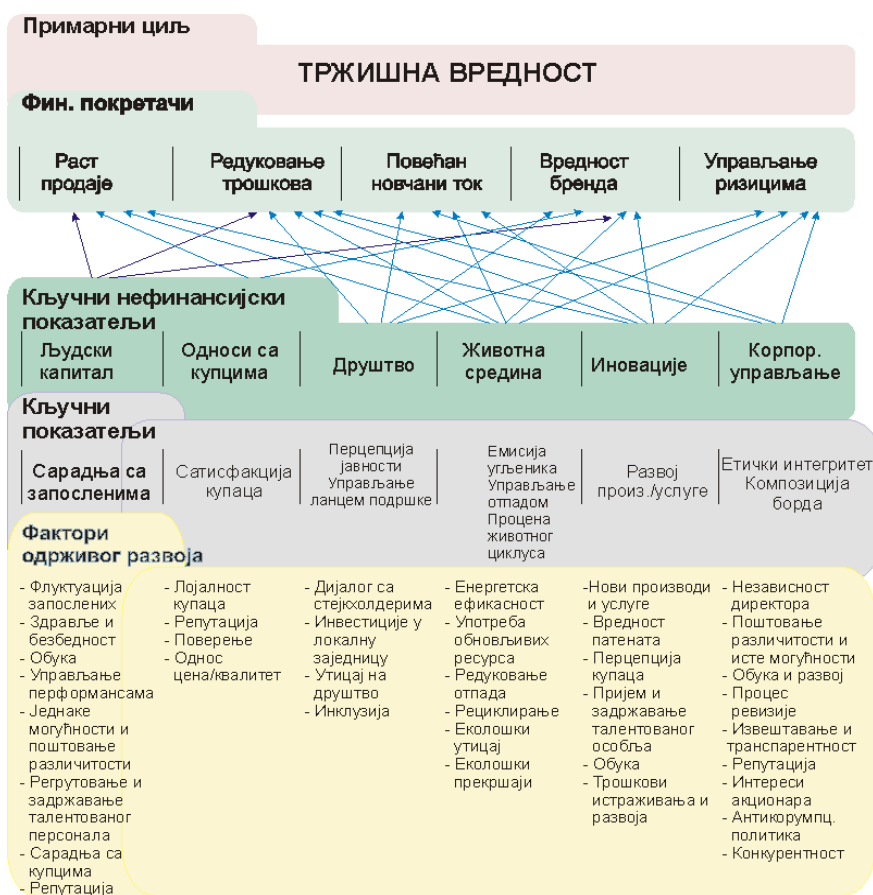 Примарни циљ
ТРЖИШНА ВРЕДНОСТ
Фин. покретачи
Раст
продаје
Редуковање
трошкова
Повећан
новчани ток
Вредност
бренда
Управљање
ризицима
Кључни нефинансијски
показатељи
Људски
капитал
Односи са
купцима
Друштво
Животна
средина
Иновације
Корпор.
управљање
Кључни
показатељи
Сарадња са
запосленима
Сатисфакција
купаца
Перцепција
јавности
Управљање
ланцем подршке
Емисија
угљеника
Управљање
отпадом
Процена
животног
циклуса
Развој
произ./услуге
Етички интегритет
Композиција
борда
Фактори
одрживог развоја
- Флуктуација
запослених
- Здравље и
безбедност
- Обука
- Управљање
перформансама
- Једнаке
могућности и
поштовање
различитости
- Регрутовање и
задржавање
талентованог
персонала
- Сарадња са
купцима
- Репутација
- Лојалност
купаца
- Репутација
- Поверење
- Однос
цена/квалитет
- Дијалог са
стејкхолдерима
- Инвестиције у
локалну
заједницу
- Утицај на
друштво
- Инклузија
- Енергетска
ефикасност
- Употреба
обновљивих
ресурса
- Редуковање
отпада
- Рециклирање
- Еколошки
утицај
- Еколошки
прекршаји
-Нови производи
и услуге
- Вредност
патената
- Перцепција
купаца
- Пријем и
задржавање
талентованог
особља
- Обука
- Трошкови
истраживања и
развоја
- Независност
директора
- Поштовање
различитости и
исте могућности
- Обука и развој
- Процес
ревизије
- Извештавање и
транспарентност
- Репутација
- Интереси
акционара
- Антикорумпц.
политика
- Конкурентност